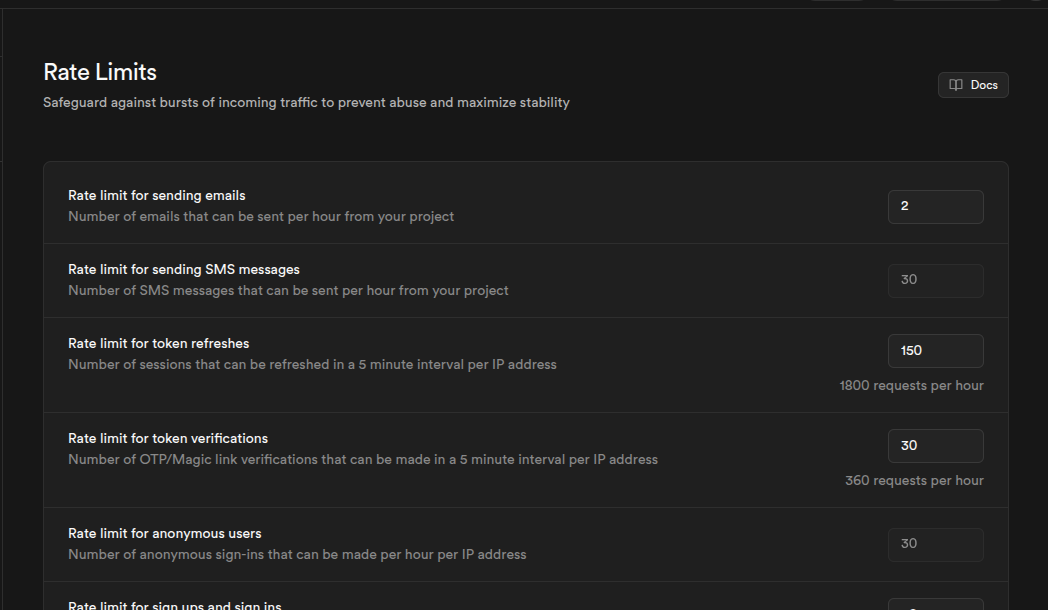 Rate Limits
Safeguard against bursts of incoming traffic to prevent abuse and maximize stability
Docs
Rate limit for sending emails
Number of emails that can be sent per hour from your project
2
Rate limit for sending SMS messages
Number of SMS messages that can be sent per hour from your project
30
Rate limit for token refreshes
Number of sessions that can be refreshed in a 5 minute interval per IP address
150
1800 requests per hour
Rate limit for token verifications
Number of OTP/Magic link verifications that can be made in a 5 minute interval per IP address
30
360 requests per hour
Rate limit for anonymous users
Number of anonymous sign-ins that can be made per hour per IP address
30
Rate limit for sign ups and sign ins